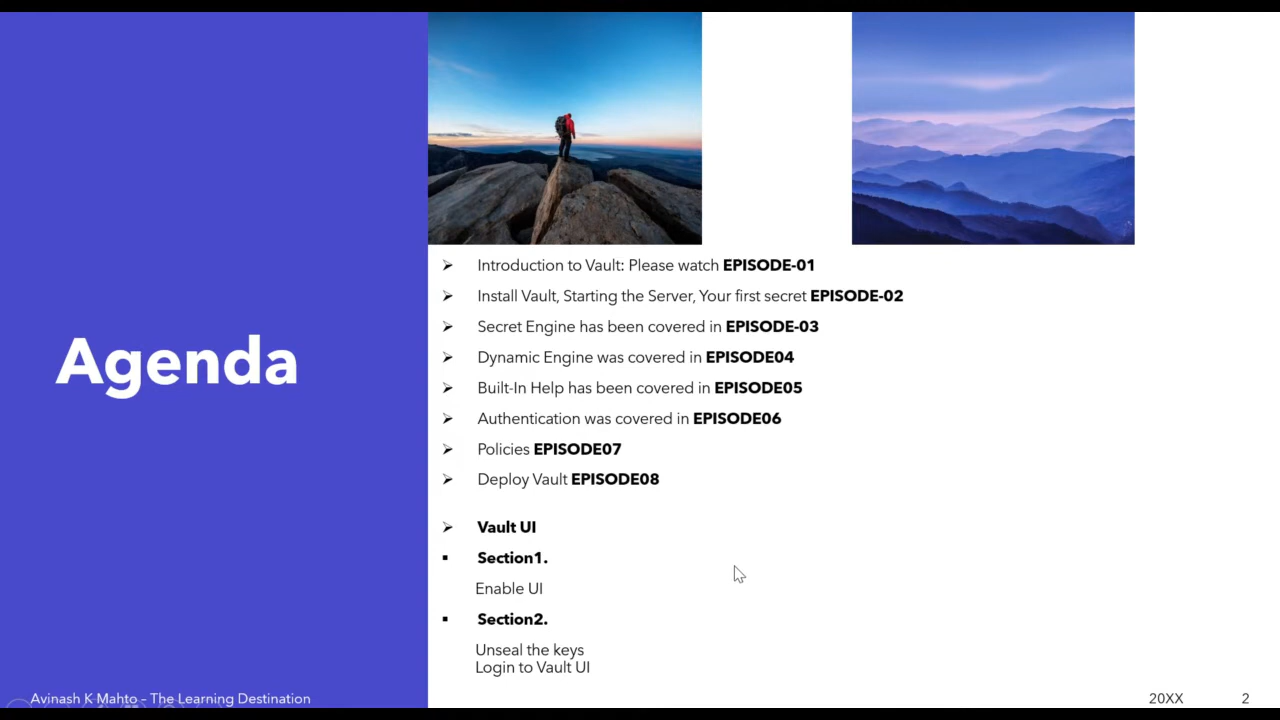 Agenda
Introduction to Vault: Please watch EPISODE-01
Install Vault, Starting the Server, Your first secret EPISODE-02
Secret Engine has been covered in EPISODE-03
Dynamic Engine was covered in EPISODE04
Built-In Help has been covered in EPISODE05
Authentication was covered in EPISODE06
Policies EPISODE07
Deploy Vault EPISODE08
Vault UI
Section1.
Enable UI
Section2.
Unseal the keys
Login to Vault UI
Avinash K Mahto – The Learning Destination
20XX
2